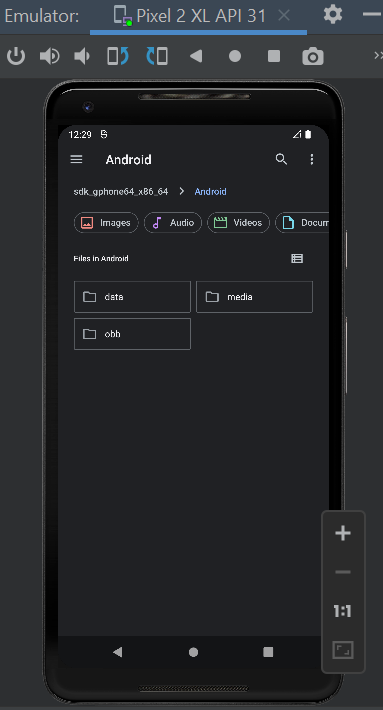 Emulator: Pixel 2 XL API 31
12:29
Android
sdk_gphone64_x86_64 Android
Images Audio Videos Docum
Files in Android
data media
obb
1:1